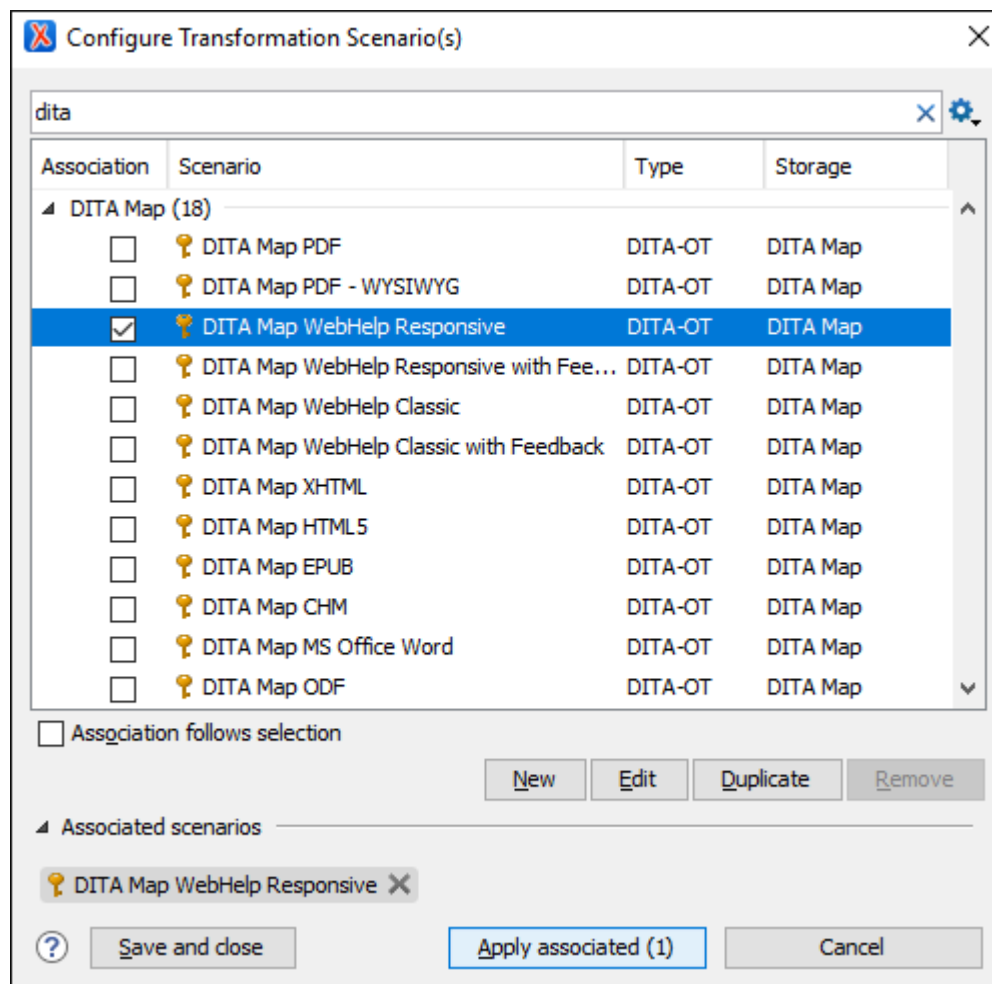 Configure Transformation Scenario(s)
dita
Association Scenario Type Storage
DITA Map (18)
DITA Map PDF DITA-OT DITA Map
DITA Map PDF - WYSIWYG DITA-OT DITA Map
DITA Map WebHelp Responsive DITA-OT DITA Map
DITA Map WebHelp Responsive with Fee... DITA-OT DITA Map
DITA Map WebHelp Classic DITA-OT DITA Map
DITA Map WebHelp Classic with Feedback DITA-OT DITA Map
DITA Map XHTML DITA-OT DITA Map
DITA Map HTML5 DITA-OT DITA Map
DITA Map EPUB DITA-OT DITA Map
DITA Map CHM DITA-OT DITA Map
DITA Map MS Office Word DITA-OT DITA Map
DITA Map ODF DITA-OT DITA Map
Association follows selection
New Edit Duplicate Remove
Associated scenarios
DITA Map WebHelp Responsive
? Save and close Apply associated (1) Cancel